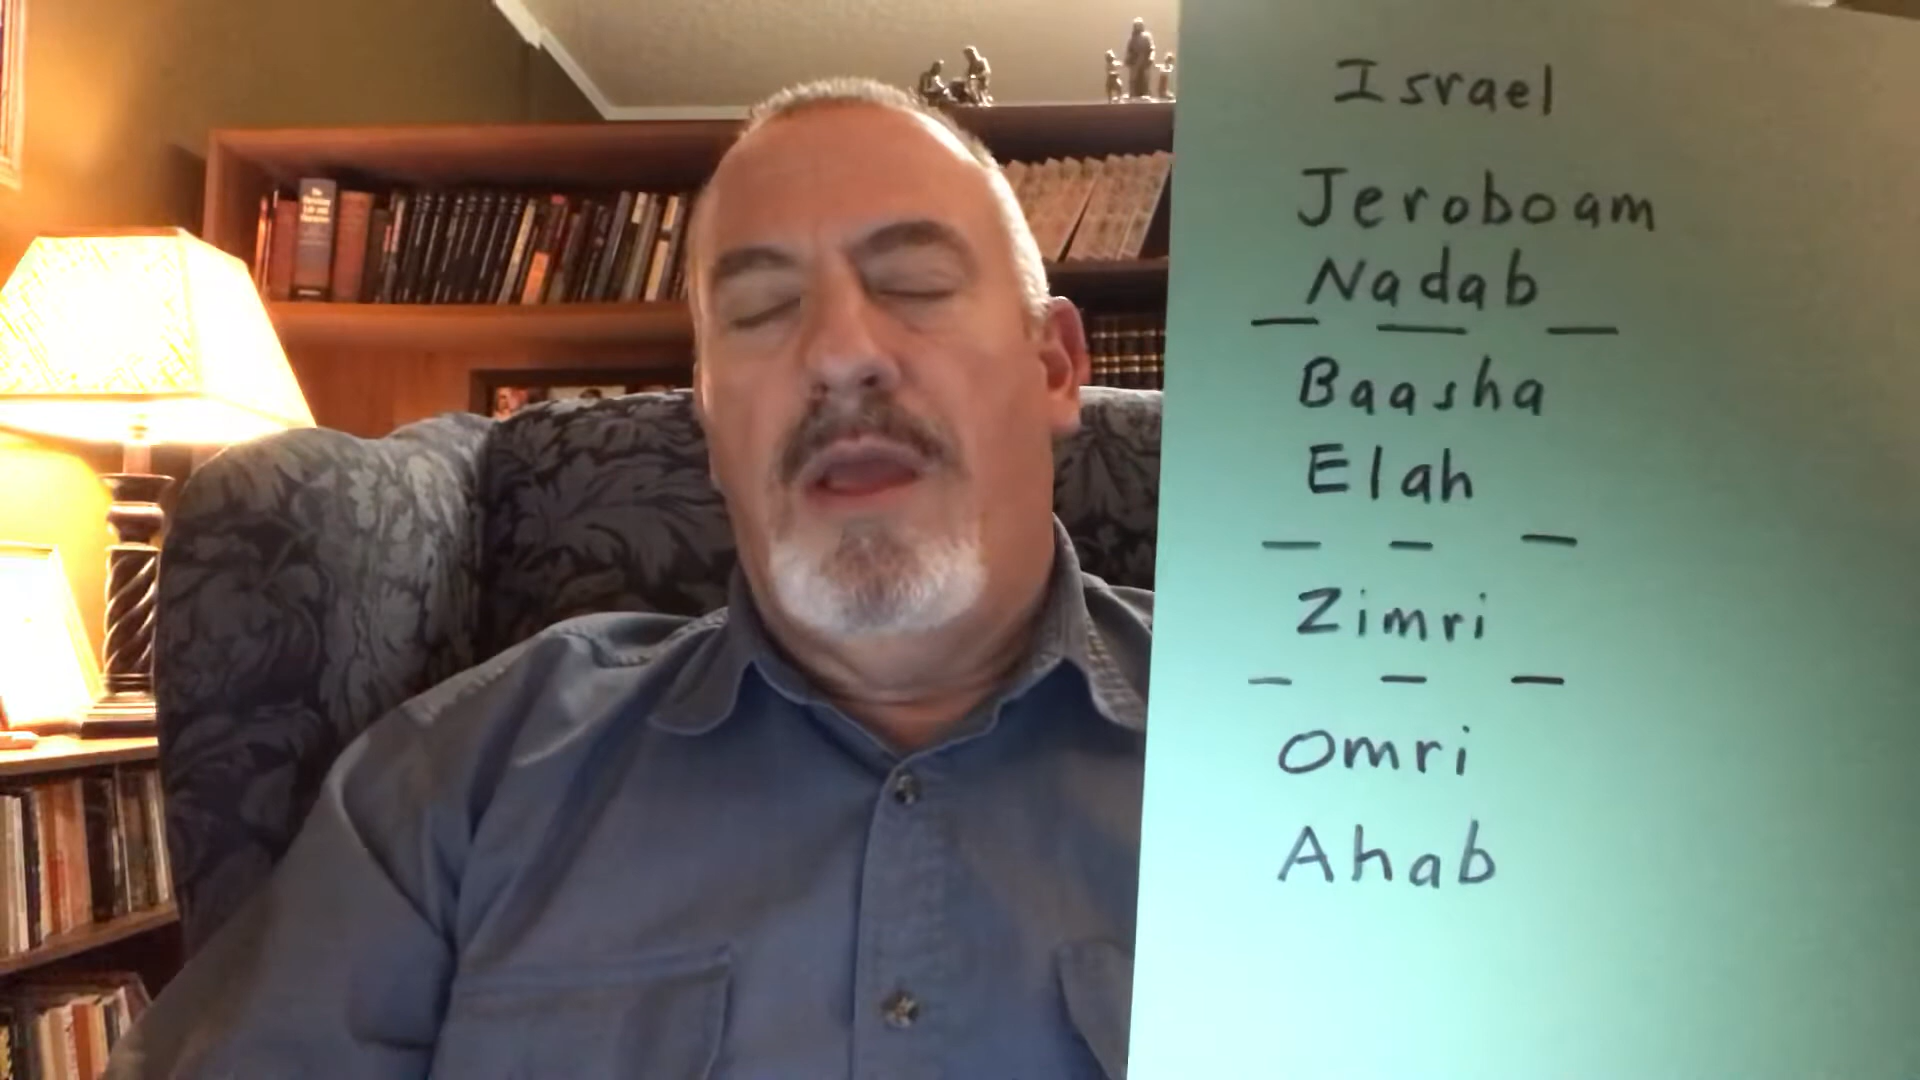 Israel
Jeroboam
Nadab
— — —
Baasha
Elah
— — —
Zimri
— — —
Omri
Ahab